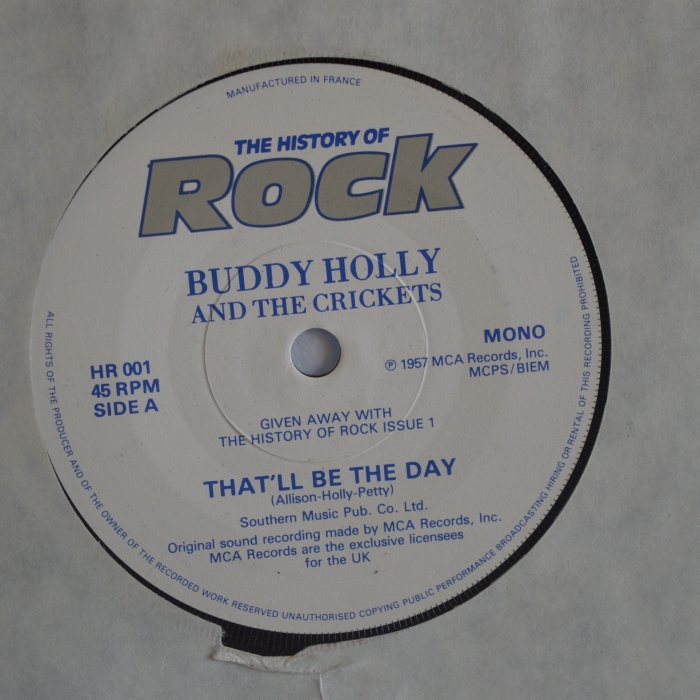 MANUFACTURED IN FRANCE
THE HISTORY OF
Rock
BUDDY HOLLY
AND THE CRICKETS
HR 001
45 RPM
SIDE A
MONO
Ⓟ 1957 MCA Records, Inc.
MCPS/BIEM
GIVEN AWAY WITH
THE HISTORY OF ROCK ISSUE 1
THAT'LL BE THE DAY
(Allison-Holly-Petty)
Southern Music Pub. Co. Ltd.
Original sound recording made by MCA Records, Inc.
MCA Records are the exclusive licensees
for the UK
ALL RIGHTS OF THE PRODUCER AND OF THE OWNER OF THE RECORDED WORK RESERVED UNAUTHORISED COPYING PUBLIC PERFORMANCE BROADCASTING HIRING OR RENTAL OF THIS RECORDING PROHIBITED